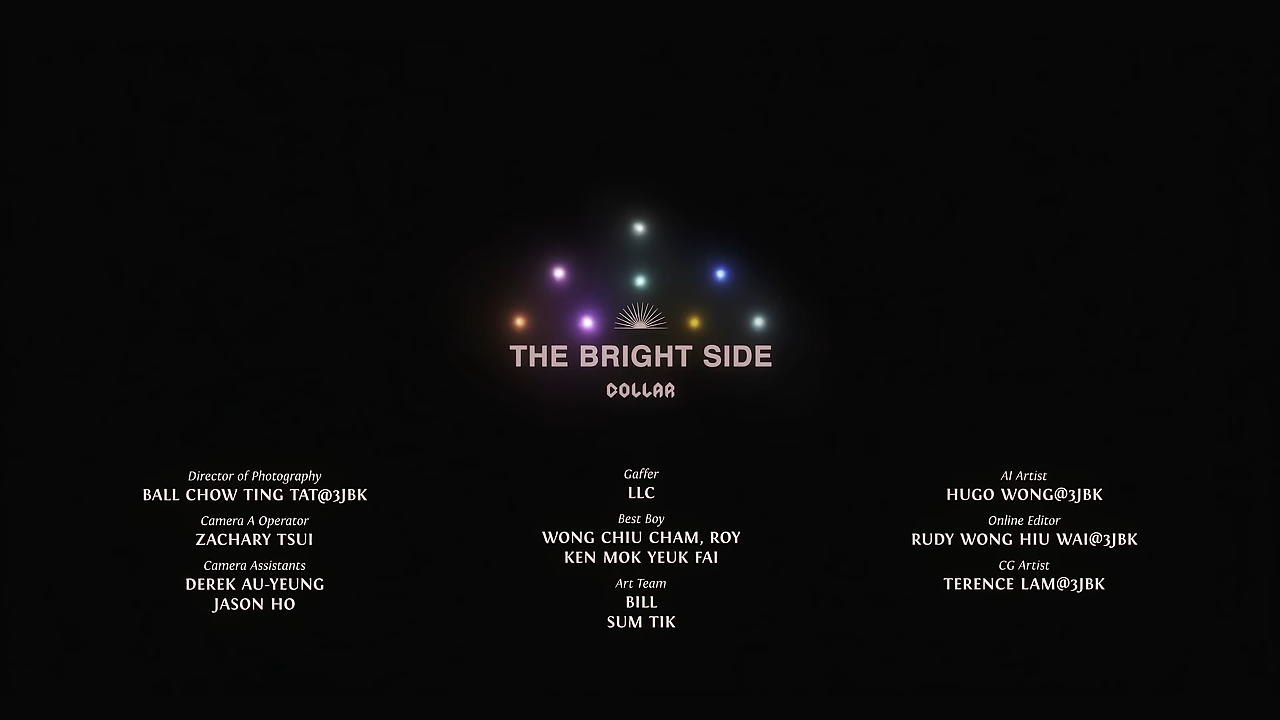 THE BRIGHT SIDE
COLLAR
Director of Photography
BALL CHOW TING TAT@3JBK
Camera A Operator
ZACHARY TSUI
Camera Assistants
DEREK AU-YEUNG
JASON HO
Gaffer
LLC
Best Boy
WONG CHIU CHAM, ROY
KEN MOK YEUK FAI
Art Team
BILL
SUM TIK
AI Artist
HUGO WONG@3JBK
Online Editor
RUDY WONG HIU WAI@3JBK
CG Artist
TERENCE LAM@3JBK